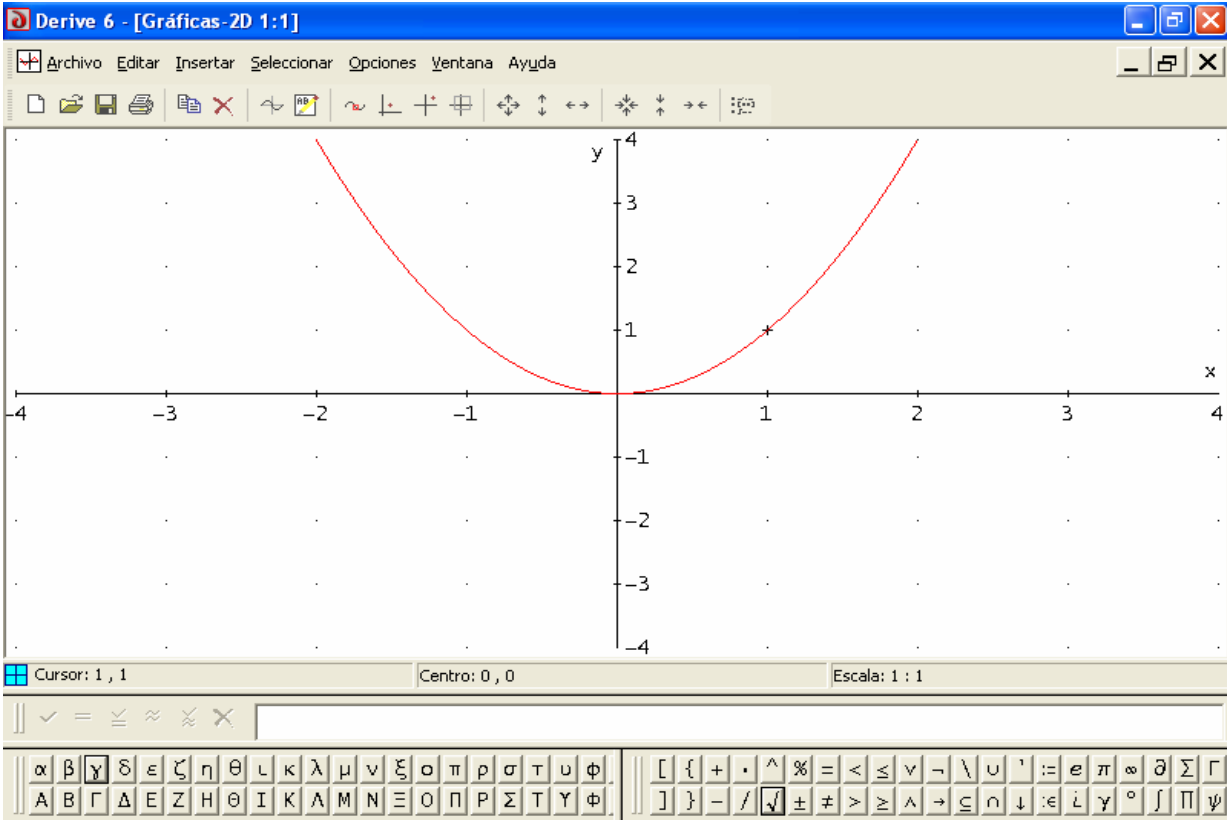 Derive 6 - [Gráficas-2D 1:1]
Archivo Editar Insertar Seleccionar Opciones Ventana Ayuda
y
4
3
2
1
x
-4 -3 -2 -1 1 2 3 4
-1
-2
-3
-4
Cursor: 1 , 1 Centro: 0 , 0 Escala: 1 : 1
✓ = ≈
α β γ δ ε ζ η θ ι κ λ μ ν ξ ο π ρ σ τ υ φ [ { + · ^ % = < ≤ ∨ ¬ \ ∪ ' := e π ∞ ∂ Σ Γ
Α Β Γ Δ Ε Ζ Η Θ Ι Κ Λ Μ Ν Ξ Ο Π Ρ Σ Τ Υ Φ ] } - / √ ± ≠ > ≥ ∧ → ⊆ ∩ ↓ :∈ i γ ° ∫ Π ψ